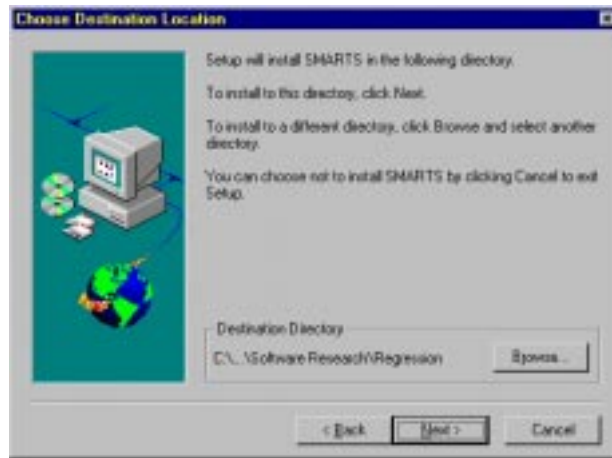 Choose Destination Location
Setup will install SMARTS in the following directory.
To install to this directory, click Next.
To install to a different directory, click Browse and select another
directory.
You can choose not to install SMARTS by clicking Cancel to exit
Setup.
Destination Directory
C:\...\Software Research\Regression
Browse...
< Back
Next >
Cancel